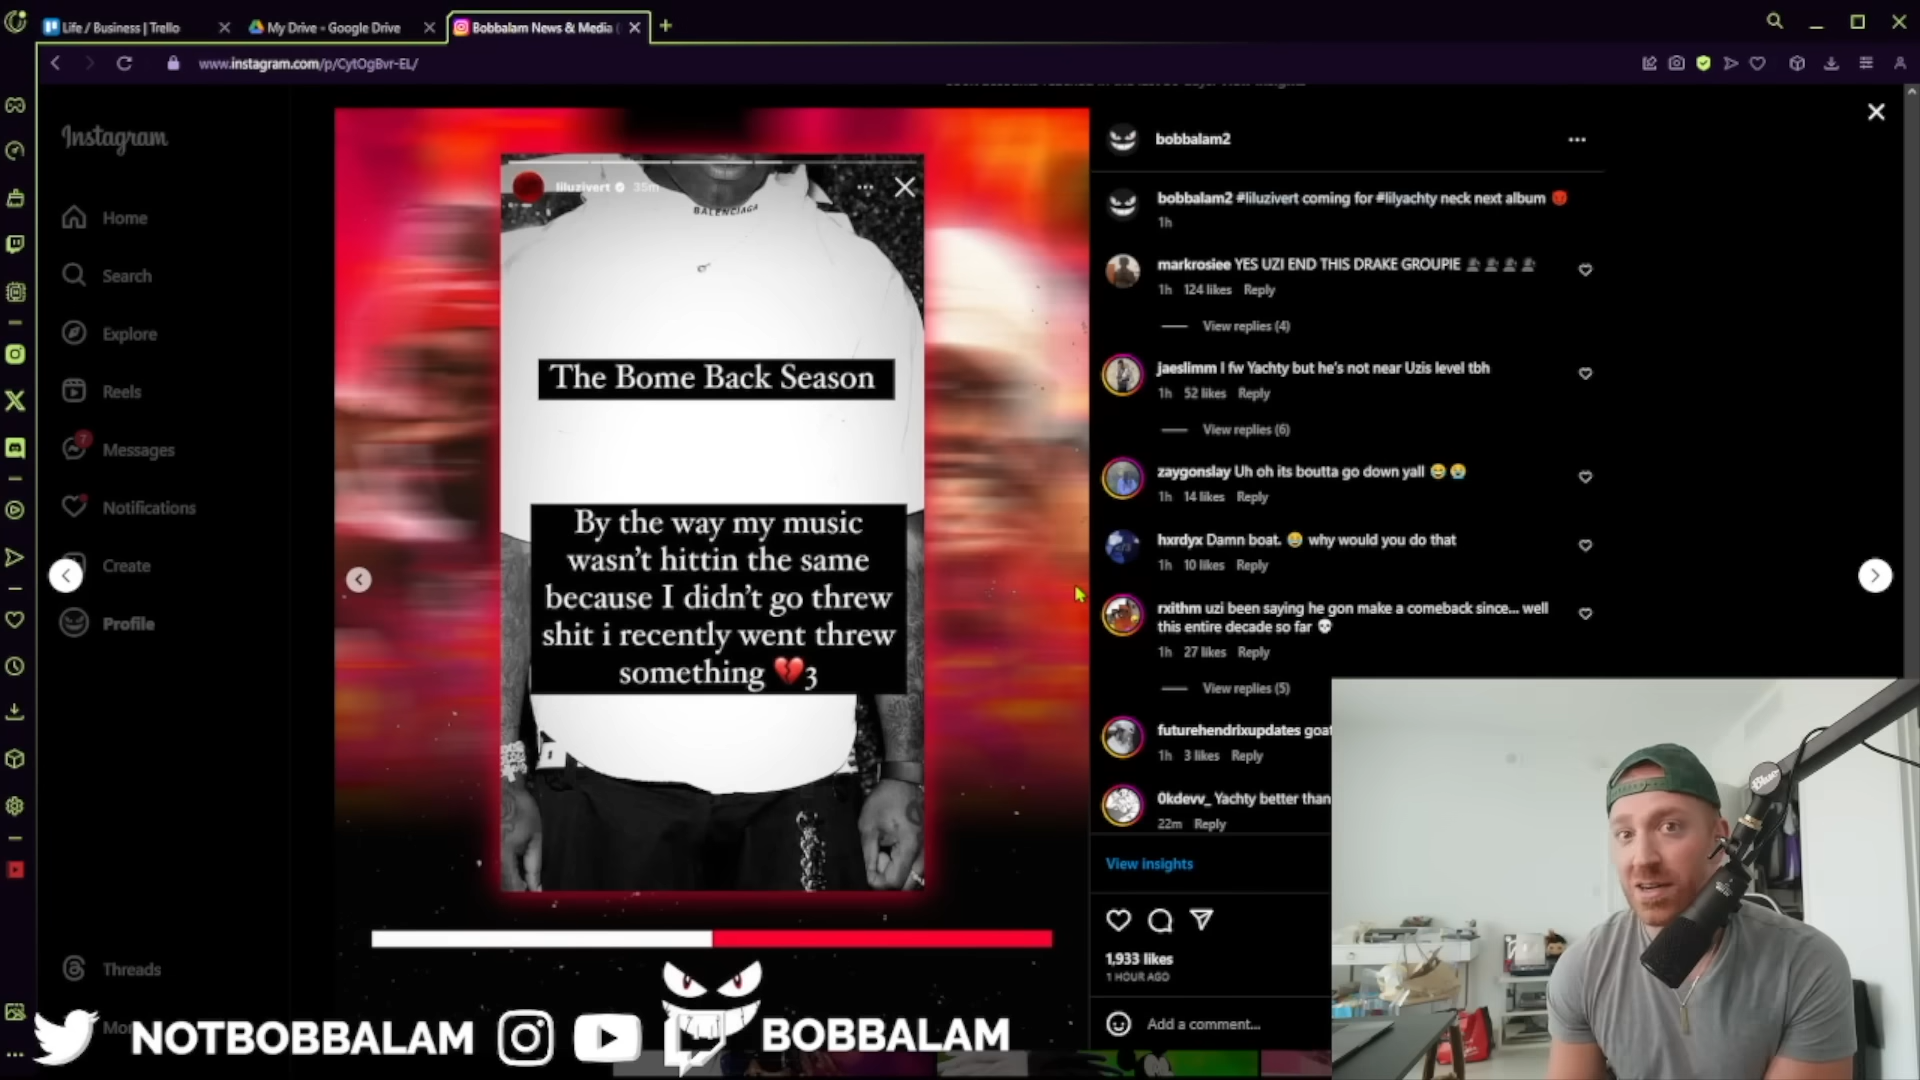 Life / Business | Trello
My Drive - Google Drive
Bobbalam News & Media
www.instagram.com/p/CytOgBvr-EL/
Instagram
Home
Search
Explore
Reels
7
Messages
Notifications
Create
Profile
Threads
liluzivert 35m
BALENCIAGA
The Bome Back Season
By the way my music
wasn't hittin the same
because I didn't go threw
shit i recently went threw
something 💔3
bobbalam2
bobbalam2 #liluzivert coming for #lilyachty neck next album
1h
markrosiee YES UZI END THIS DRAKE GROUPIE
1h 124 likes Reply
View replies (4)
jaeslimm I fw Yachty but he's not near Uzis level tbh
1h 52 likes Reply
View replies (6)
zaygonslay Uh oh its boutta go down yall 😂 😭
1h 14 likes Reply
hxrdyx Damn boat. 😭 why would you do that
1h 10 likes Reply
rxithm uzi been saying he gon make a comeback since... well
this entire decade so far 💀
1h 27 likes Reply
View replies (5)
futurehendrixupdates goat
1h 3 likes Reply
0kdevv_ Yachty better than
22m Reply
View insights
1,933 likes
1 HOUR AGO
Add a comment...
NOTBOBBALAM
BOBBALAM